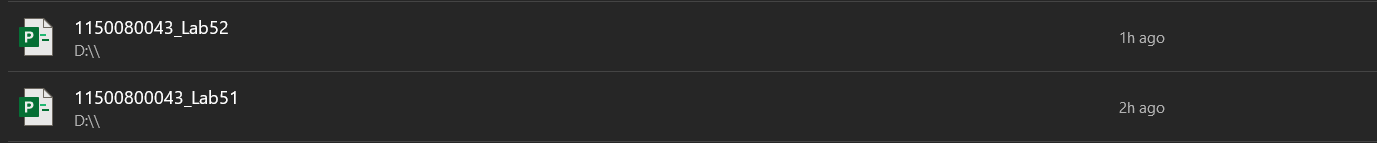 P
1150080043_Lab52
D:\\
1h ago
P
11500800043_Lab51
D:\\
2h ago